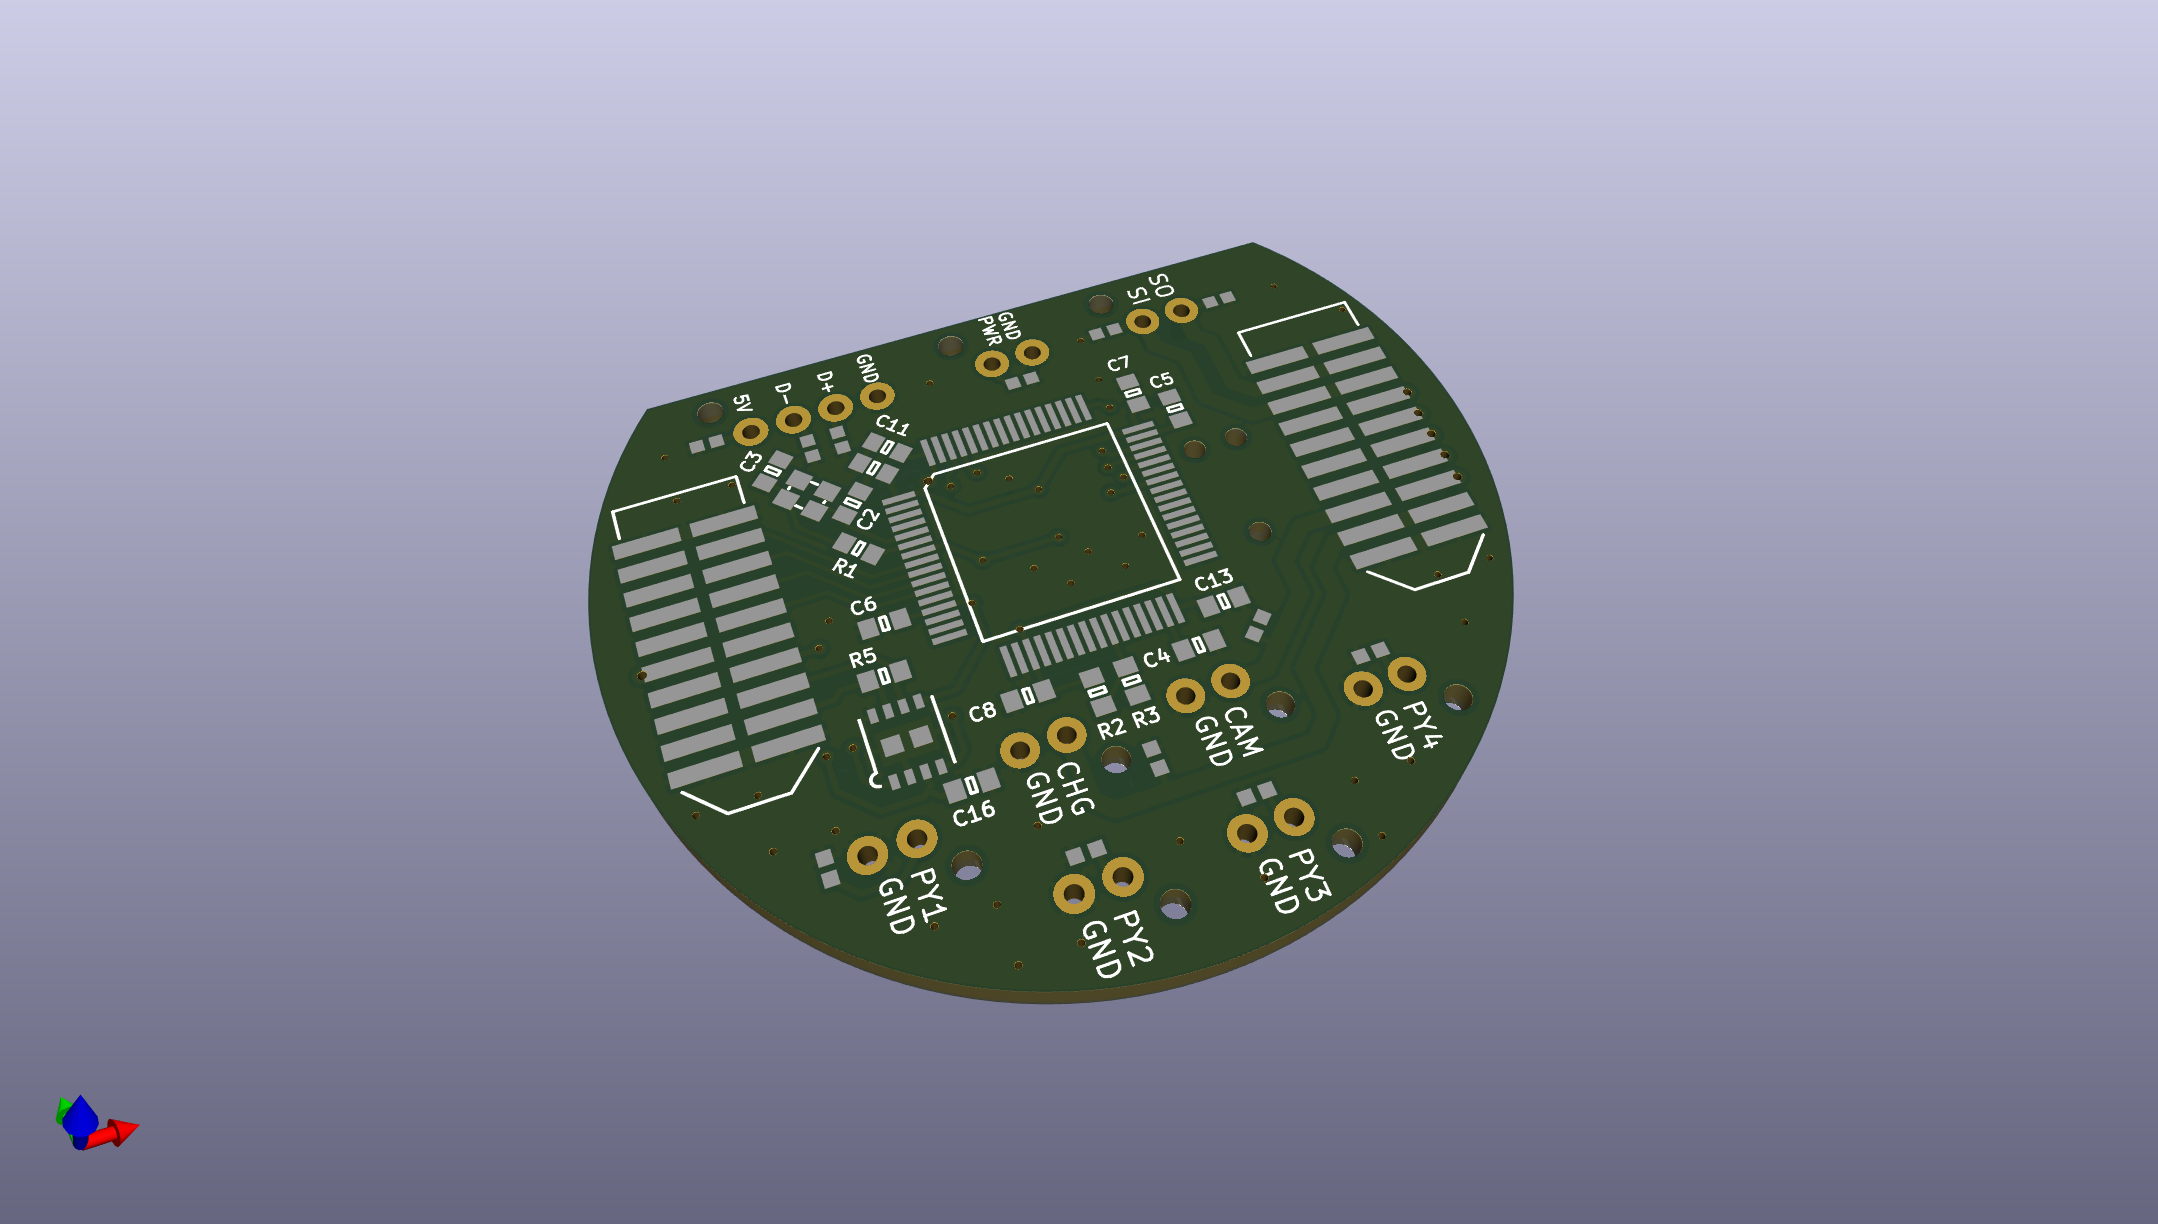 SO
SI
GND
PWR
GND
D+
D-
5V
C7
C5
C11
C3
C2
R1
C13
C6
C4
R5
C8
R3
R2
CAM
GND
PY4
GND
CHG
GND
C16
PY3
GND
PY1
GND
PY2
GND